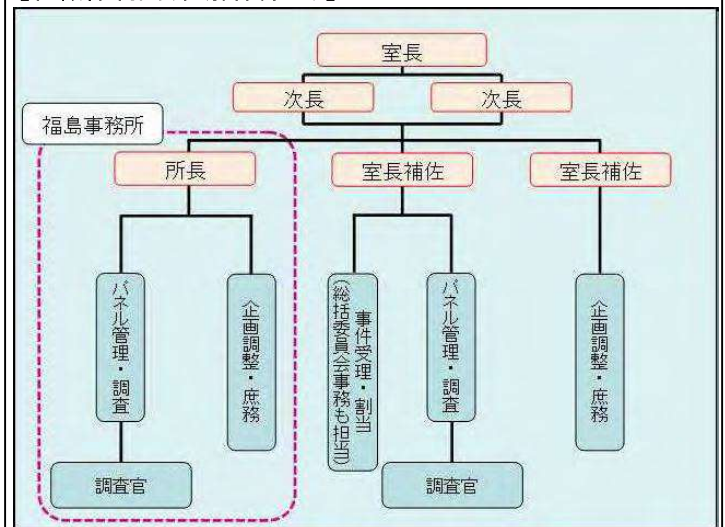 室長
次長
次長
福島事務所
所長
室長補佐
室長補佐
パネル管理・調査
企画調整・庶務
事件受理・割当
(総括委員会事務も担当)
パネル管理・調査
企画調整・庶務
調査官
調査官